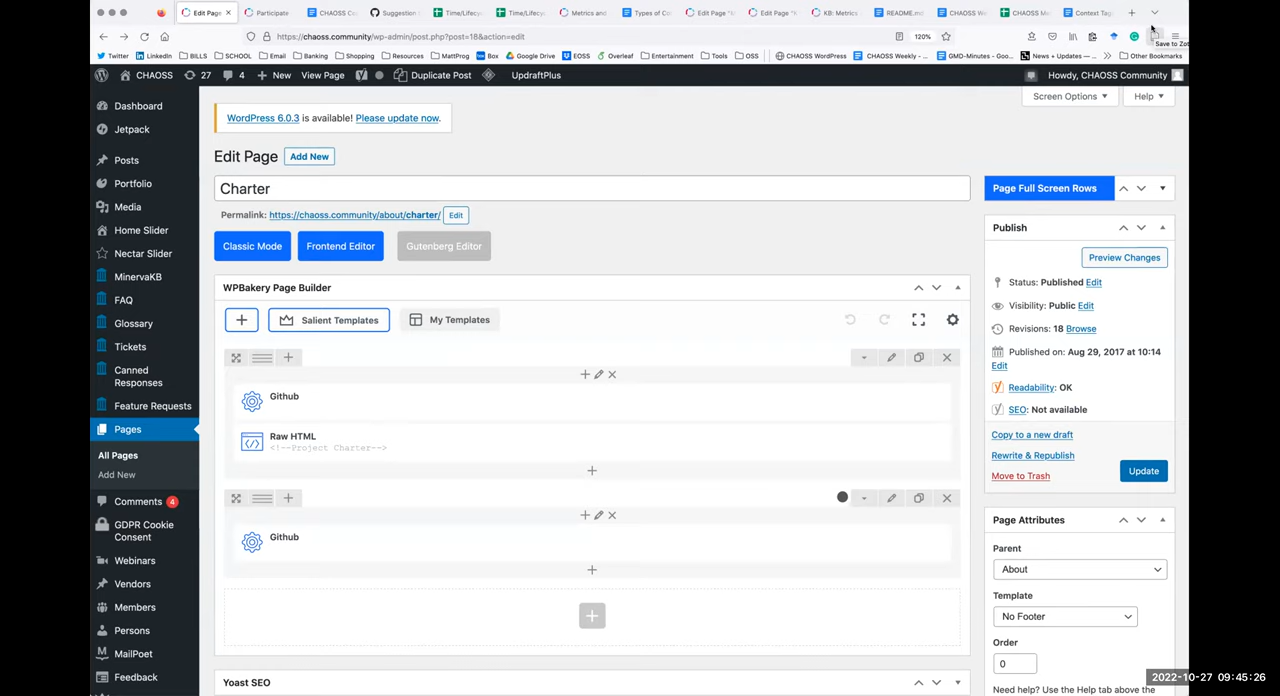 Edit Page
Participate
CHAOSS Co
Suggestion
Time/Lifecyc
Time/Lifecyc
Metrics and
Types of Co
Edit Page "
Edit Page "
KB: Metrics
README.md
CHAOSS We
CHAOSS Me
Context Tag
https://chaoss.community/wp-admin/post.php?post=18&action=edit
120%
Save to Zot
Twitter
LinkedIn
BILLS
SCHOOL
Email
Banking
Shopping
Resources
MattProg
Box
Google Drive
EOSS
Overleaf
Entertainment
Tools
OSS
CHAOSS WordPress
CHAOSS Weekly -...
GMD-Minutes - Goo...
News + Updates —...
Other Bookmarks
CHAOSS
27
4
New
View Page
Duplicate Post
UpdraftPlus
Howdy, CHAOSS Community
Screen Options
Help
WordPress 6.0.3 is available! Please update now.
Edit Page
Add New
Charter
Permalink: https://chaoss.community/about/charter/
Edit
Classic Mode
Frontend Editor
Gutenberg Editor
WPBakery Page Builder
Salient Templates
My Templates
Github
Raw HTML
<!--Project Charter-->
Github
Yoast SEO
Dashboard
Jetpack
Posts
Portfolio
Media
Home Slider
Nectar Slider
MinervaKB
FAQ
Glossary
Tickets
Canned
Responses
Feature Requests
Pages
All Pages
Add New
Comments 4
GDPR Cookie
Consent
Webinars
Vendors
Members
Persons
MailPoet
Feedback
Page Full Screen Rows
Publish
Preview Changes
Status: Published Edit
Visibility: Public Edit
Revisions: 18 Browse
Published on: Aug 29, 2017 at 10:14
Edit
Readability: OK
SEO: Not available
Copy to a new draft
Rewrite & Republish
Move to Trash
Update
Page Attributes
Parent
About
Template
No Footer
Order
0
Need help? Use the Help tab above the
2022-10-27 09:45:26